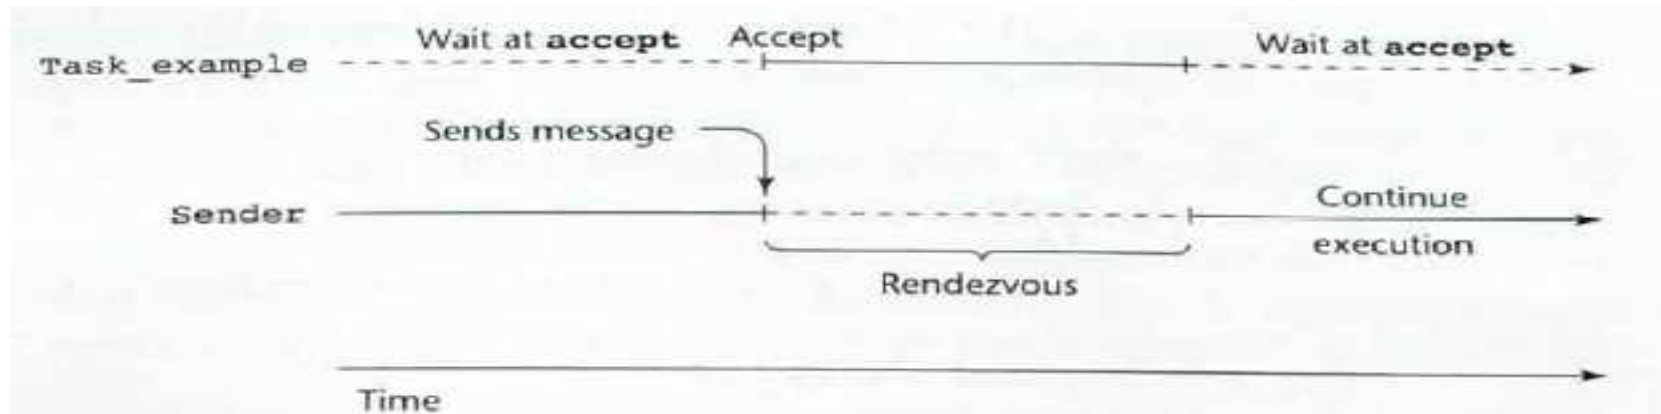 Wait at accept Accept Wait at accept
Task_example
Sends message
Sender
Continue
execution
Rendezvous
Time